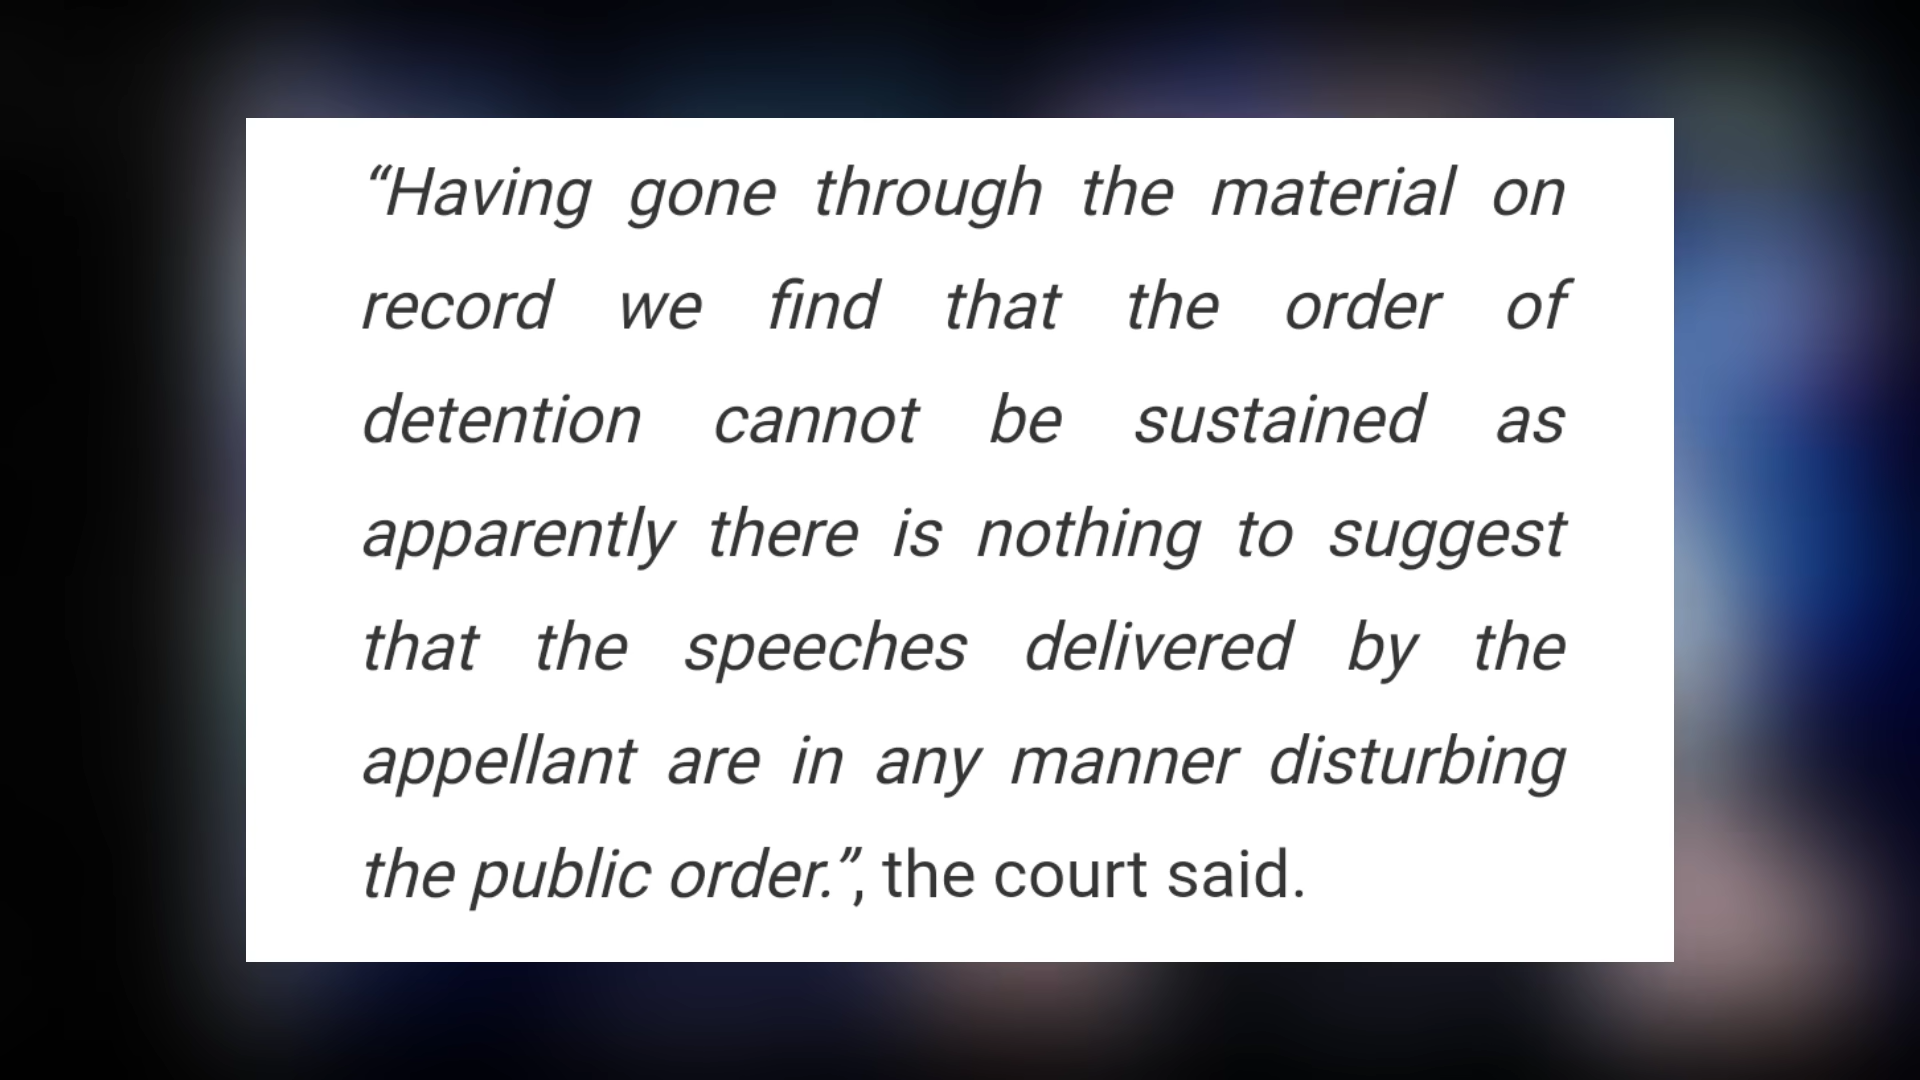 “Having gone through the material on
record we find that the order of
detention cannot be sustained as
apparently there is nothing to suggest
that the speeches delivered by the
appellant are in any manner disturbing
the public order.”, the court said.